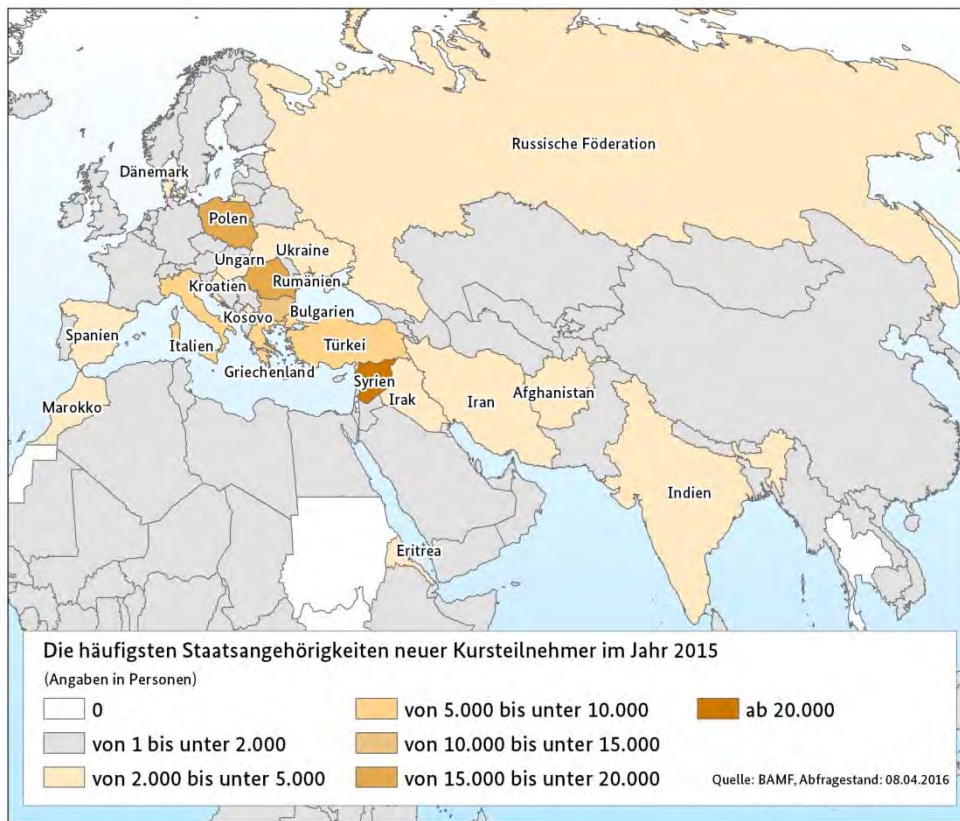 Russische Föderation
Dänemark
Polen
Ukraine
Ungarn
Kroatien
Rumänien
Kosovo
Bulgarien
Spanien
Italien
Türkei
Griechenland
Syrien
Marokko
Irak
Iran
Afghanistan
Indien
Eritrea
Die häufigsten Staatsangehörigkeiten neuer Kursteilnehmer im Jahr 2015
(Angaben in Personen)
0
von 1 bis unter 2.000
von 2.000 bis unter 5.000
von 5.000 bis unter 10.000
von 10.000 bis unter 15.000
von 15.000 bis unter 20.000
ab 20.000
Quelle: BAMF, Abfragestand: 08.04.2016